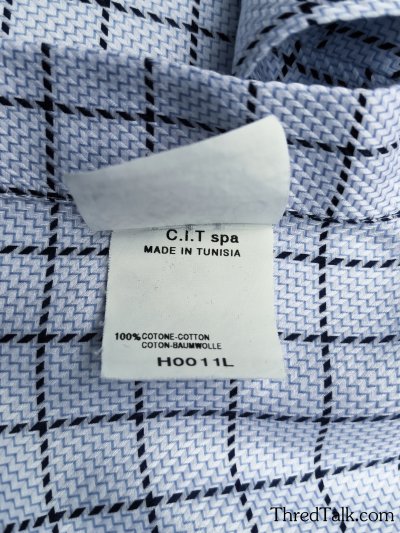 C.I.T spa
MADE IN TUNISIA
100% COTONE-COTTON
COTON-BAUMWOLLE
H0011L
ThredTalk.com